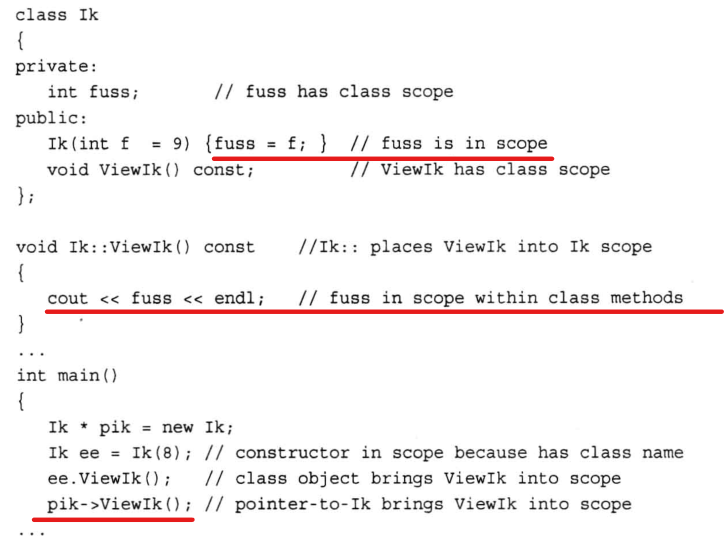 class Ik
{
private:
int fuss; // fuss has class scope
public:
Ik(int f = 9) {fuss = f; } // fuss is in scope
void ViewIk() const; // ViewIk has class scope
};
void Ik::ViewIk() const //Ik:: places ViewIk into Ik scope
{
cout << fuss << endl; // fuss in scope within class methods
}
...
int main()
{
Ik * pik = new Ik;
Ik ee = Ik(8); // constructor in scope because has class name
ee.ViewIk(); // class object brings ViewIk into scope
pik->ViewIk(); // pointer-to-Ik brings ViewIk into scope
...